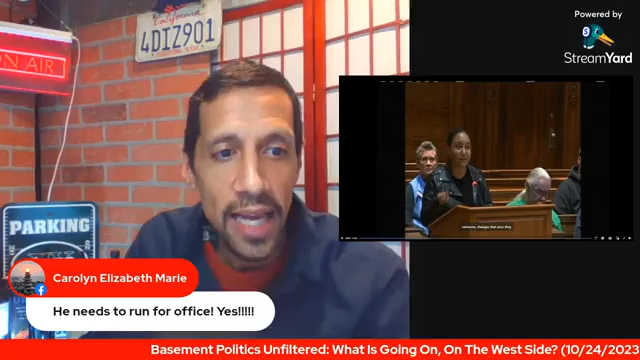 Powered by
StreamYard
California
4DIZ901
ON AIR
PARKING
Carolyn Elizabeth Marie
He needs to run for office! Yes!!!!!
Basement Politics Unfiltered: What Is Going On, On The West Side? (10/24/2023